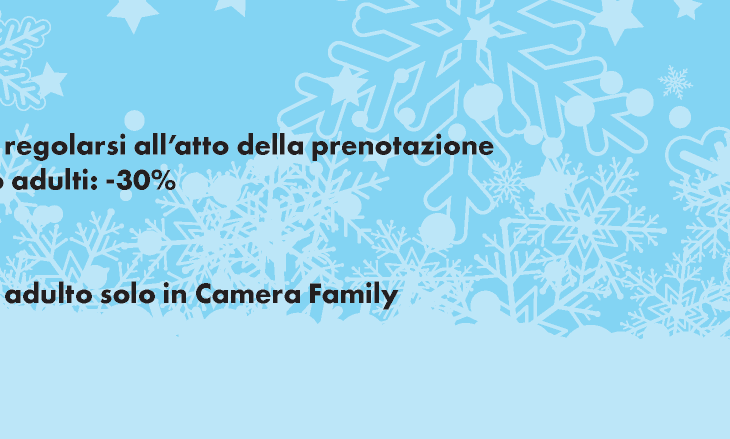 regolarsi all'atto della prenotazione
adulti: -30%
adulto solo in Camera Family